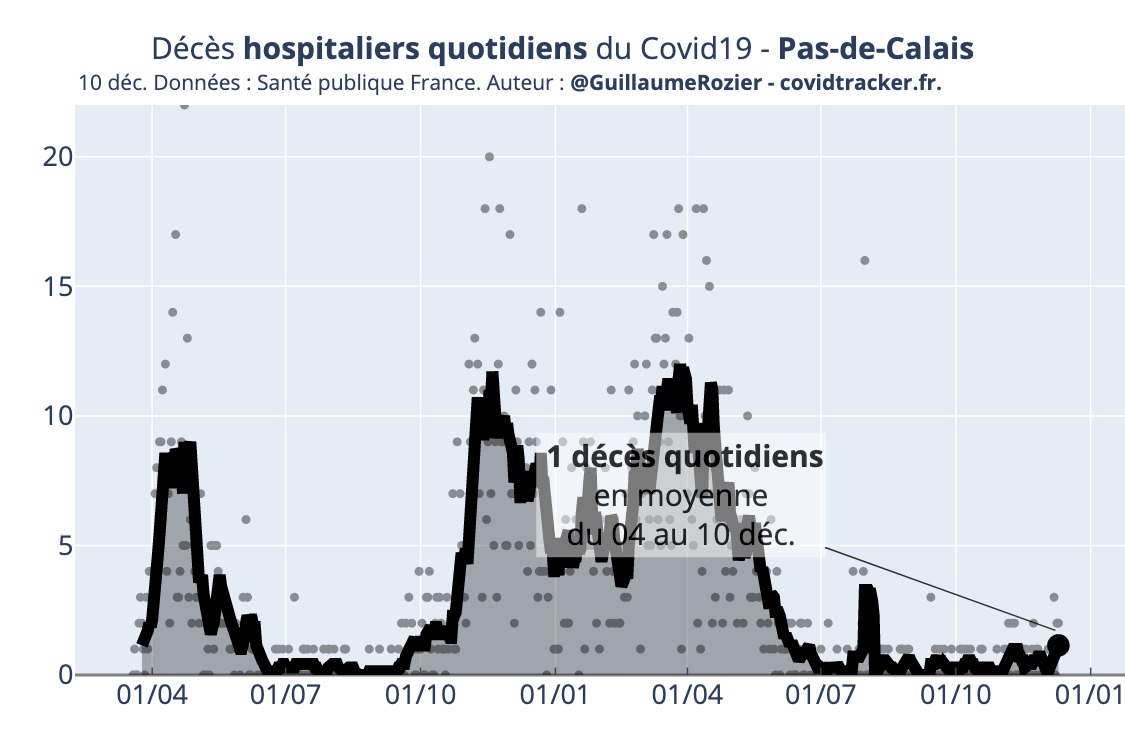 Décès hospitaliers quotidiens du Covid19 - Pas-de-Calais
10 déc. Données : Santé publique France. Auteur : @GuillaumeRozier - covidtracker.fr.
20
15
10
1 décès quotidiens
en moyenne
du 04 au 10 déc.
5
0
01/04 01/07 01/10 01/01 01/04 01/07 01/10 01/01